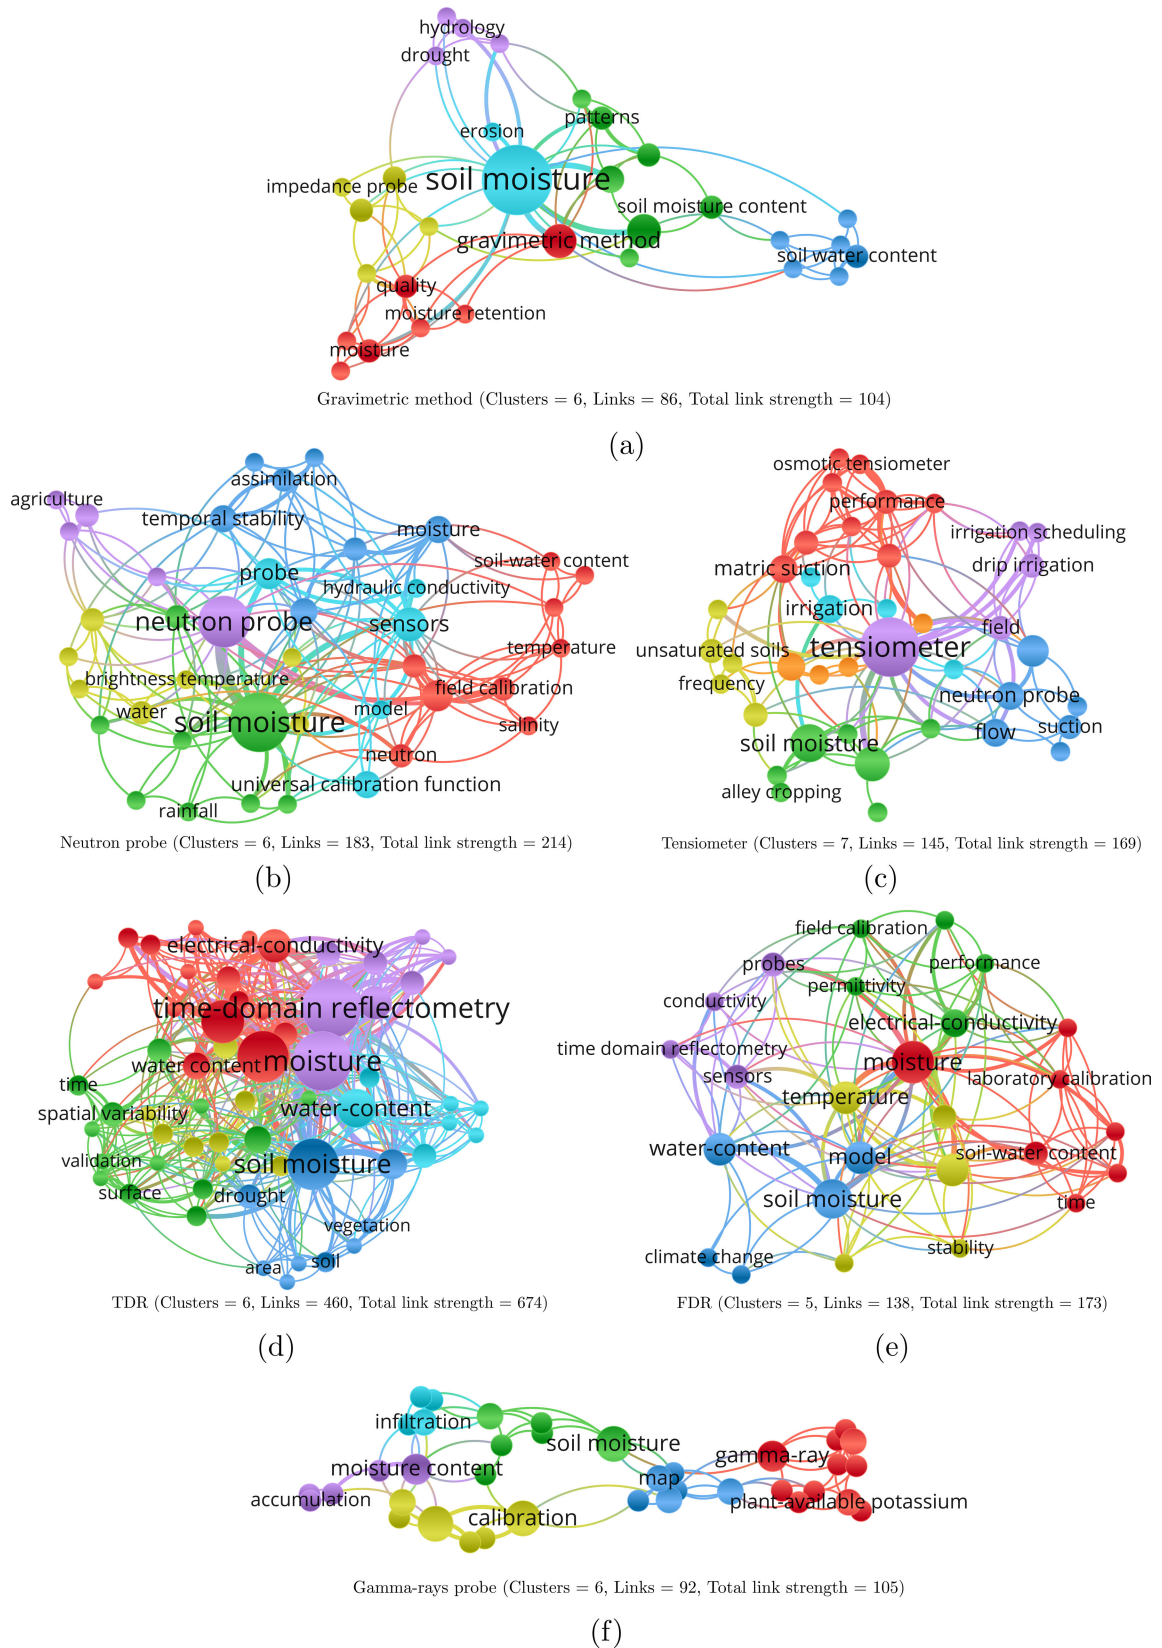 hydrology
drought
patterns
erosion
soil moisture
impedance probe
soil moisture content
gravimetric method
soil water content
quality
moisture retention
moisture
Gravimetric method (Clusters = 6, Links = 86, Total link strength = 104)
(a)
assimilation
agriculture
temporal stability
moisture
soil-water content
probe
hydraulic conductivity
neutron probe
sensors
temperature
brightness temperature
field calibration
model
water
soil moisture
salinity
neutron
universal calibration function
rainfall
Neutron probe (Clusters = 6, Links = 183, Total link strength = 214)
(b)
osmotic tensiometer
performance
irrigation scheduling
drip irrigation
matric suction
irrigation
field
tensiometer
unsaturated soils
frequency
neutron probe
suction
flow
soil moisture
alley cropping
Tensiometer (Clusters = 7, Links = 145, Total link strength = 169)
(c)
electrical-conductivity
time-domain reflectometry
water content
moisture
time
water-content
spatial variability
validation
soil moisture
surface
drought
vegetation
soil
area
TDR (Clusters = 6, Links = 460, Total link strength = 674)
(d)
field calibration
probes
performance
permittivity
conductivity
electrical-conductivity
time domain reflectometry
moisture
sensors
laboratory calibration
temperature
water-content
model
soil-water content
soil moisture
time
stability
climate change
FDR (Clusters = 5, Links = 138, Total link strength = 173)
(e)
infiltration
soil moisture
gamma-ray
moisture content
map
accumulation
plant-available potassium
calibration
Gamma-rays probe (Clusters = 6, Links = 92, Total link strength = 105)
(f)